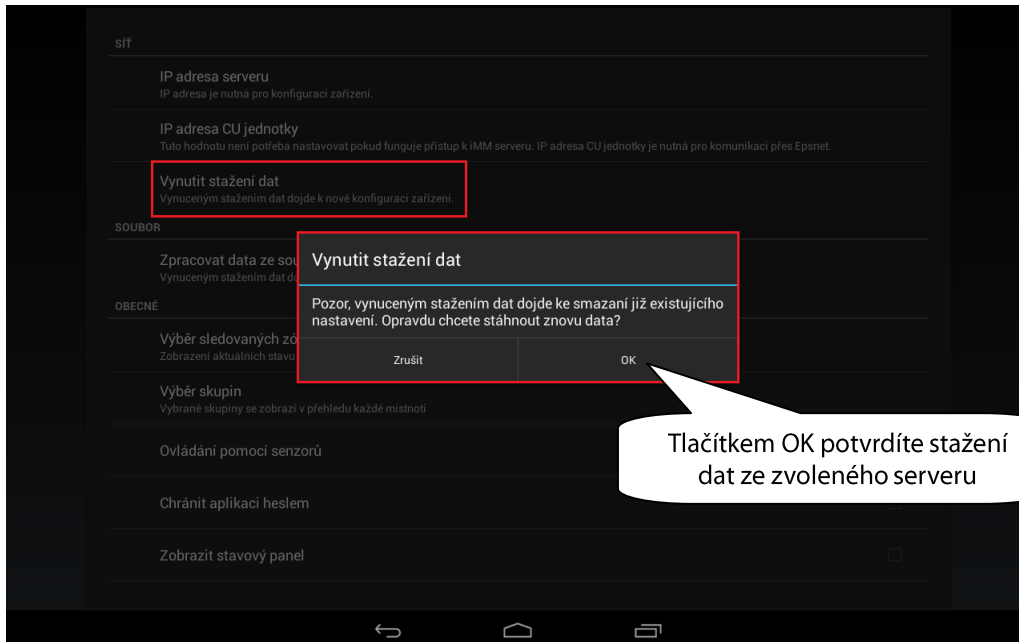 SÍŤ
IP adresa serveru
IP adresa je nutná pro konfiguraci zařízení.
IP adresa CU jednotky
Tuto hodnotu není potřeba nastavovat pokud funguje přístup k iMM serveru. IP adresa CU jednotky je nutná pro komunikaci přes Epsnet.
Vynutit stažení dat
Vynuceným stažením dat dojde k nové konfiguraci zařízení.
SOUBOR
Zpracovat data ze sou
Vynuceným stažením dat do
Vynutit stažení dat
Pozor, vynuceným stažením dat dojde ke smazaní již existujícího
nastavení. Opravdu chcete stáhnout znovu data?
Zrušit
OK
OBECNÉ
Výběr sledovaných zó
Zobrazení aktuálních stavu
Výběr skupin
Vybrané skupiny se zobrazí v přehledu každé místnoti
Tlačítkem OK potvrdíte stažení
dat ze zvoleného serveru
Ovládání pomocí senzorů
Chránit aplikaci heslem
Zobrazit stavový panel